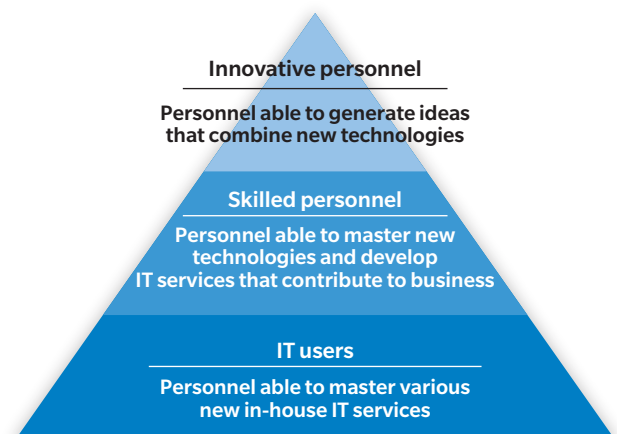 Innovative personnel
Personnel able to generate ideas
that combine new technologies
Skilled personnel
Personnel able to master new
technologies and develop
IT services that contribute to business
IT users
Personnel able to master various
new in-house IT services